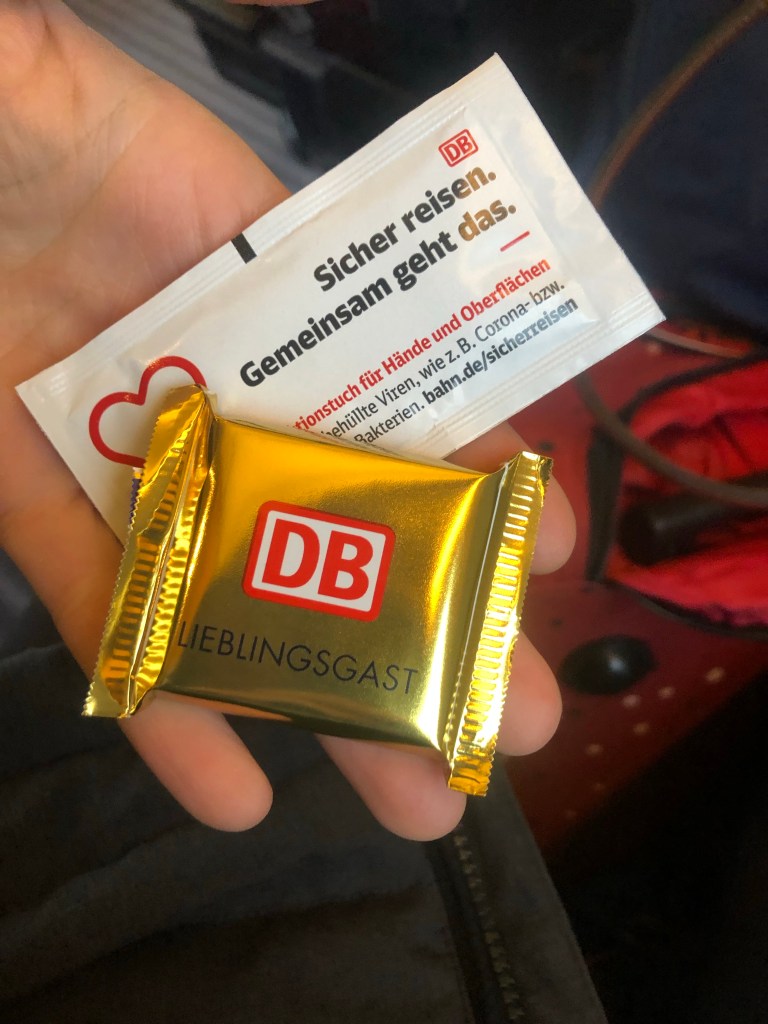 DB
Sicher reisen.
Gemeinsam geht das.
tionstuch für Hände und Oberflächen
behüllte Viren, wie z. B. Corona- bzw.
Bakterien. bahn.de/sicherreisen
DB
LIEBLINGSGAST